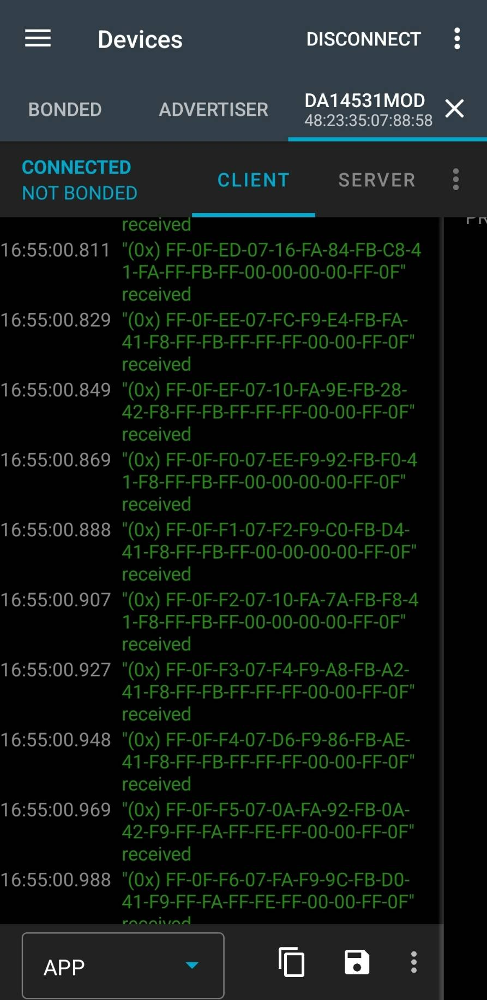 Devices
DISCONNECT
BONDED
ADVERTISER
DA14531MOD
48:23:35:07:88:58
CONNECTED
NOT BONDED
CLIENT
SERVER
received
16:55:00.811 "(0x) FF-0F-ED-07-16-FA-84-FB-C8-4
1-FA-FF-FB-FF-00-00-00-00-FF-0F"
received
16:55:00.829 "(0x) FF-0F-EE-07-FC-F9-E4-FB-FA-
41-F8-FF-FB-FF-FF-FF-00-00-FF-0F"
received
16:55:00.849 "(0x) FF-0F-EF-07-10-FA-9E-FB-28-
42-F8-FF-FB-FF-FF-FF-00-00-FF-0F"
received
16:55:00.869 "(0x) FF-0F-F0-07-EE-F9-92-FB-F0-4
1-F8-FF-FB-FF-00-00-00-00-FF-0F"
received
16:55:00.888 "(0x) FF-0F-F1-07-F2-F9-C0-FB-D4-
41-F8-FF-FB-FF-00-00-00-00-FF-0F"
received
16:55:00.907 "(0x) FF-0F-F2-07-10-FA-7A-FB-F8-4
1-F8-FF-FB-FF-00-00-00-00-FF-0F"
received
16:55:00.927 "(0x) FF-0F-F3-07-F4-F9-A8-FB-A2-
41-F8-FF-FB-FF-FF-FF-00-00-FF-0F"
received
16:55:00.948 "(0x) FF-0F-F4-07-D6-F9-86-FB-AE-
41-F8-FF-FB-FF-FF-FF-00-00-FF-0F"
received
16:55:00.969 "(0x) FF-0F-F5-07-0A-FA-92-FB-0A-
42-F9-FF-FA-FF-FE-FF-00-00-FF-0F"
received
16:55:00.988 "(0x) FF-0F-F6-07-FA-F9-9C-FB-D0-
41-F9-FF-FA-FF-FE-FF-00-00-FF-0F"
received
APP